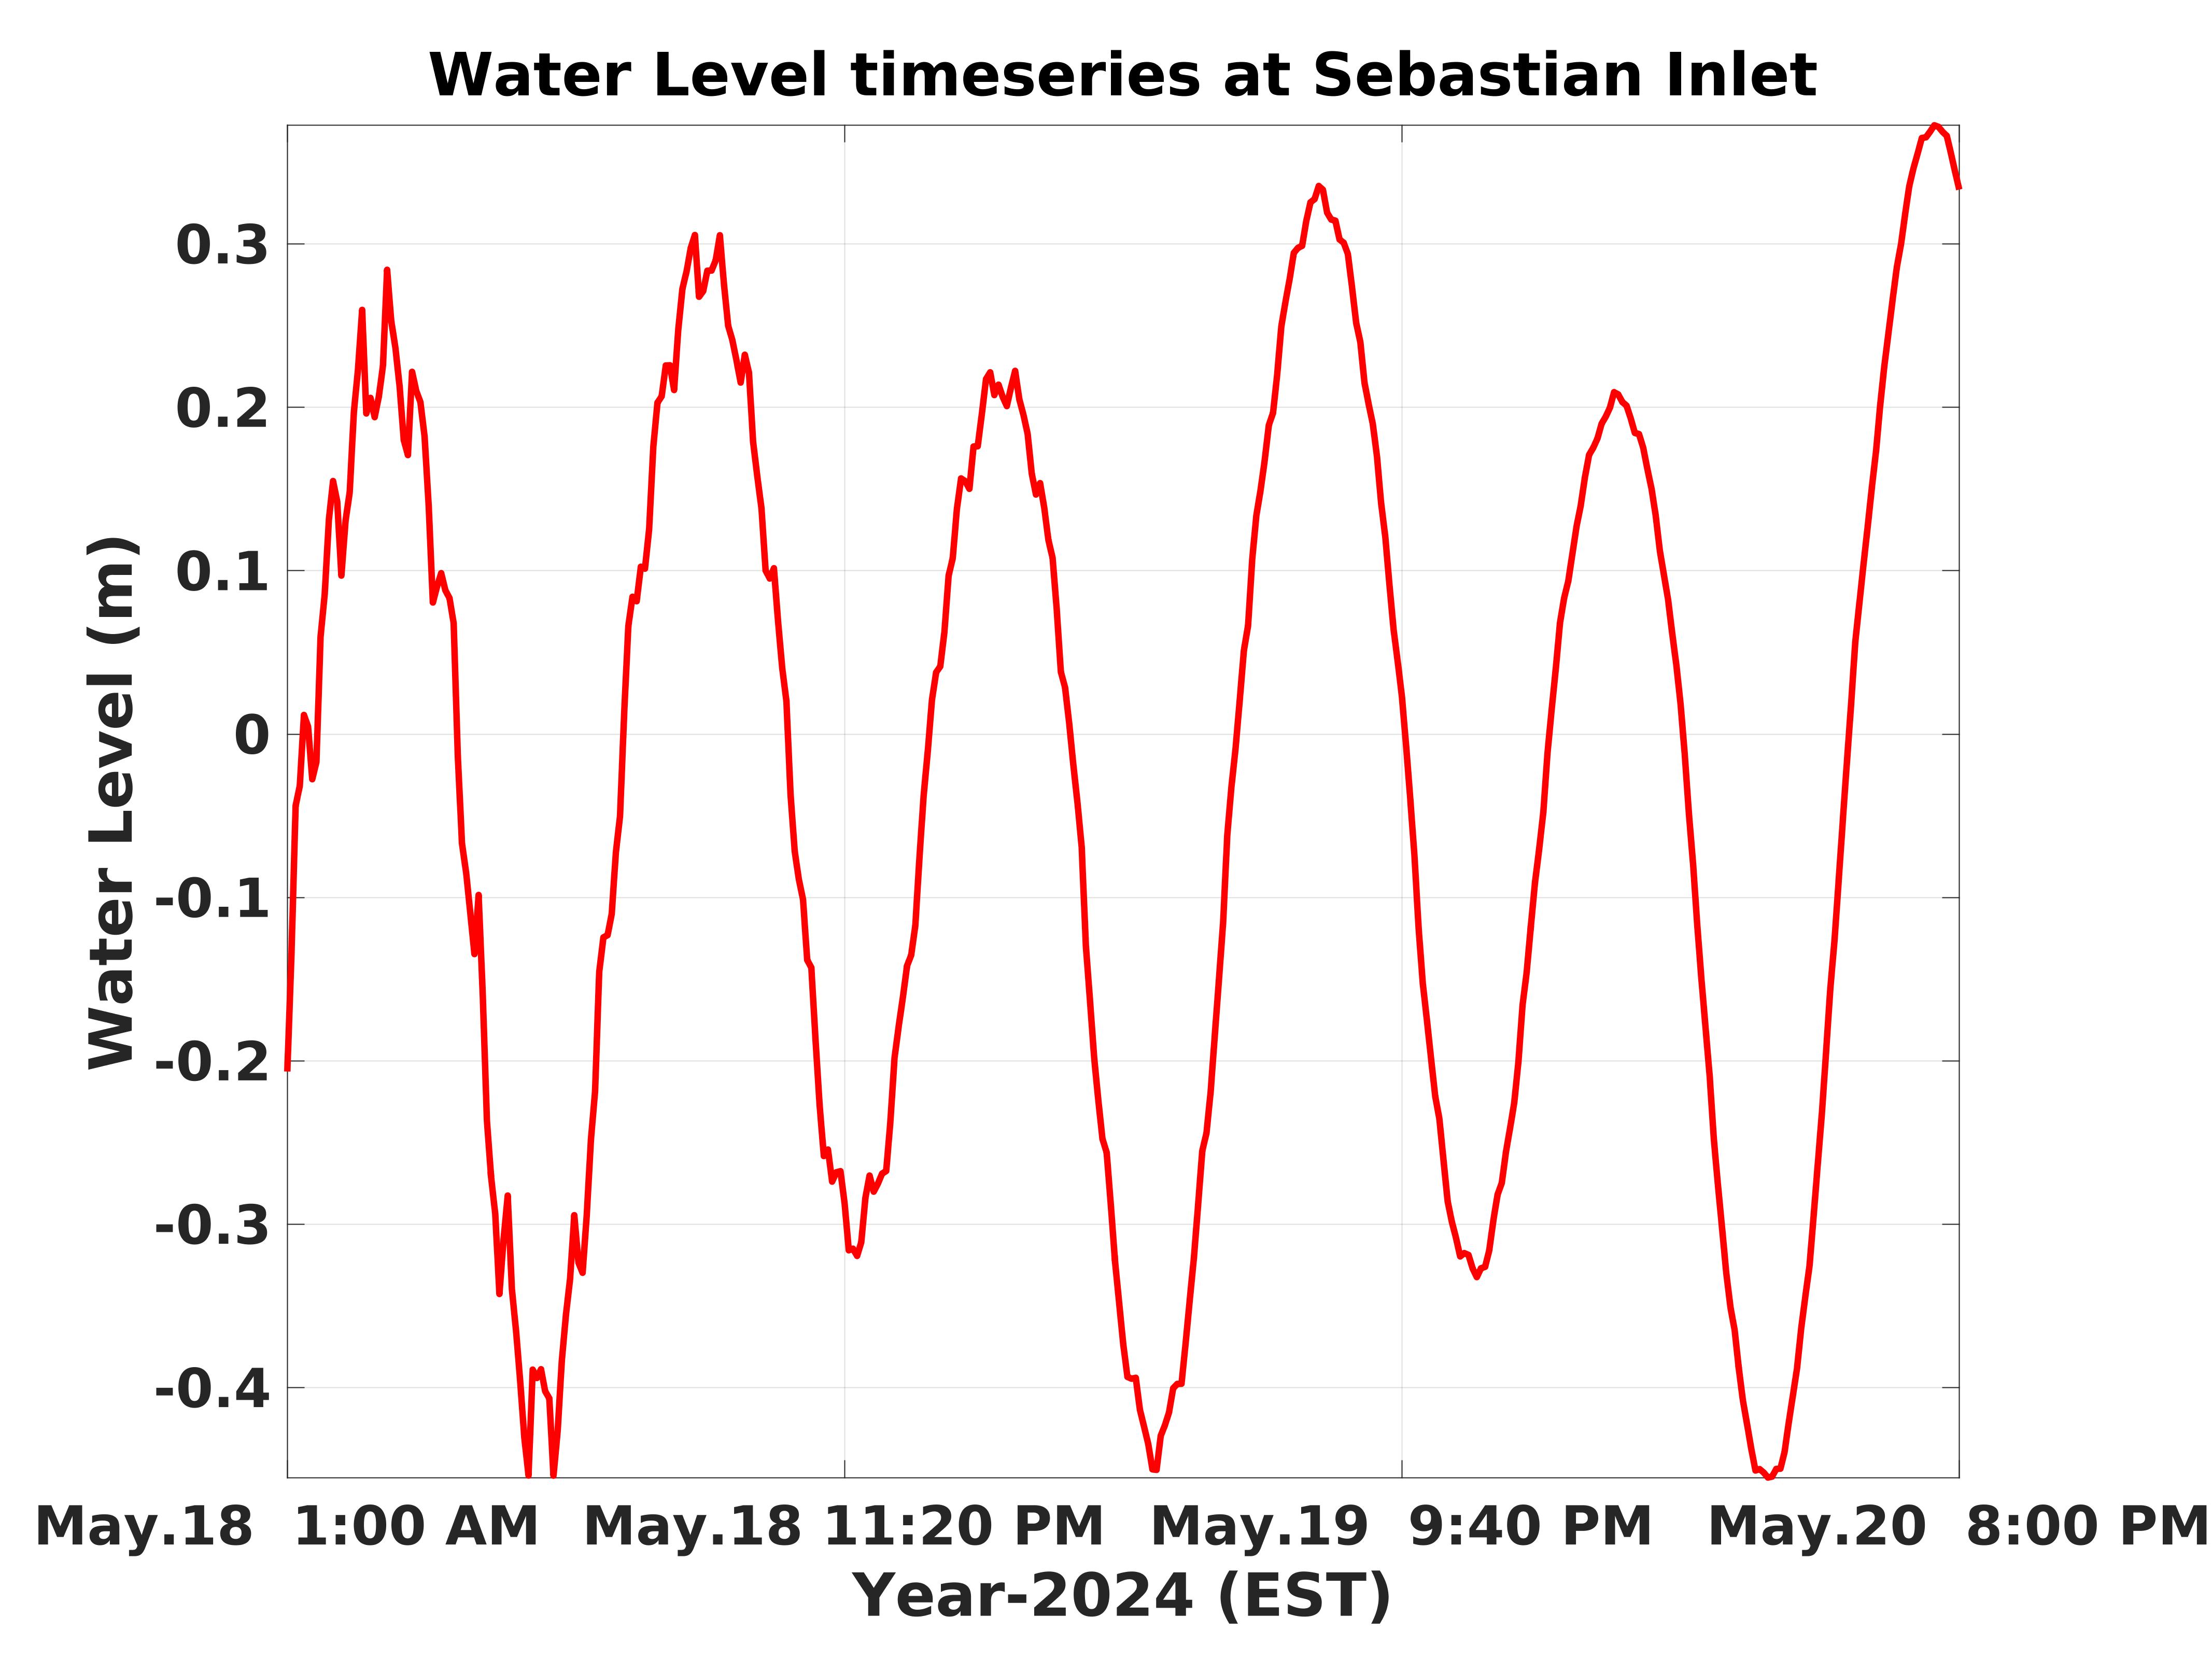 Water Level timeseries at Sebastian Inlet
Water Level (m)
0.3
0.2
0.1
0
-0.1
-0.2
-0.3
-0.4
May.18  1:00 AM May.18 11:20 PM May.19  9:40 PM May.20  8:00 PM
Year-2024 (EST)